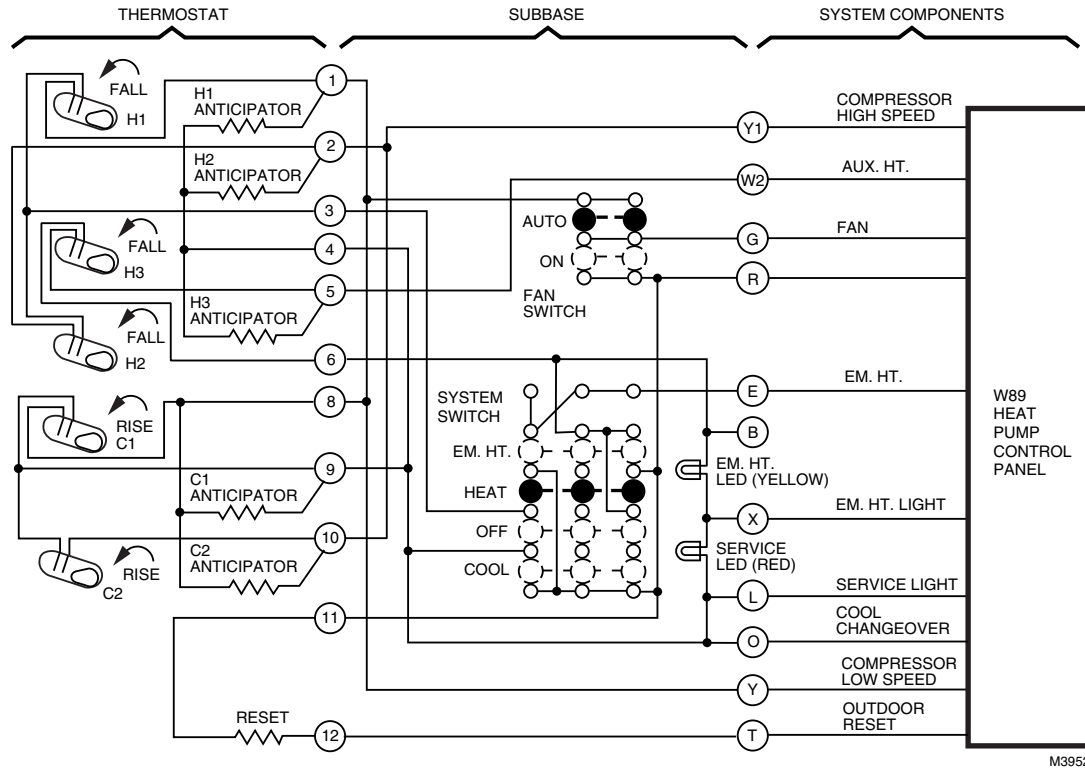 THERMOSTAT
SUBBASE
SYSTEM COMPONENTS
FALL
H1
H1
ANTICIPATOR
1
COMPRESSOR
HIGH SPEED
Y1
H2
ANTICIPATOR
2
AUX. HT.
W2
3
AUTO
FAN
G
FALL
H3
4
ON
R
FAN
SWITCH
H3
ANTICIPATOR
5
FALL
H2
6
SYSTEM
SWITCH
EM. HT.
E
W89
HEAT
PUMP
CONTROL
PANEL
RISE
C1
8
B
EM. HT.
EM. HT.
LED (YELLOW)
9
C1
ANTICIPATOR
HEAT
EM. HT. LIGHT
X
10
OFF
C2
ANTICIPATOR
SERVICE
LED (RED)
RISE
C2
COOL
SERVICE LIGHT
L
11
COOL
CHANGEOVER
O
COMPRESSOR
LOW SPEED
Y
RESET
12
OUTDOOR
RESET
T
M3952